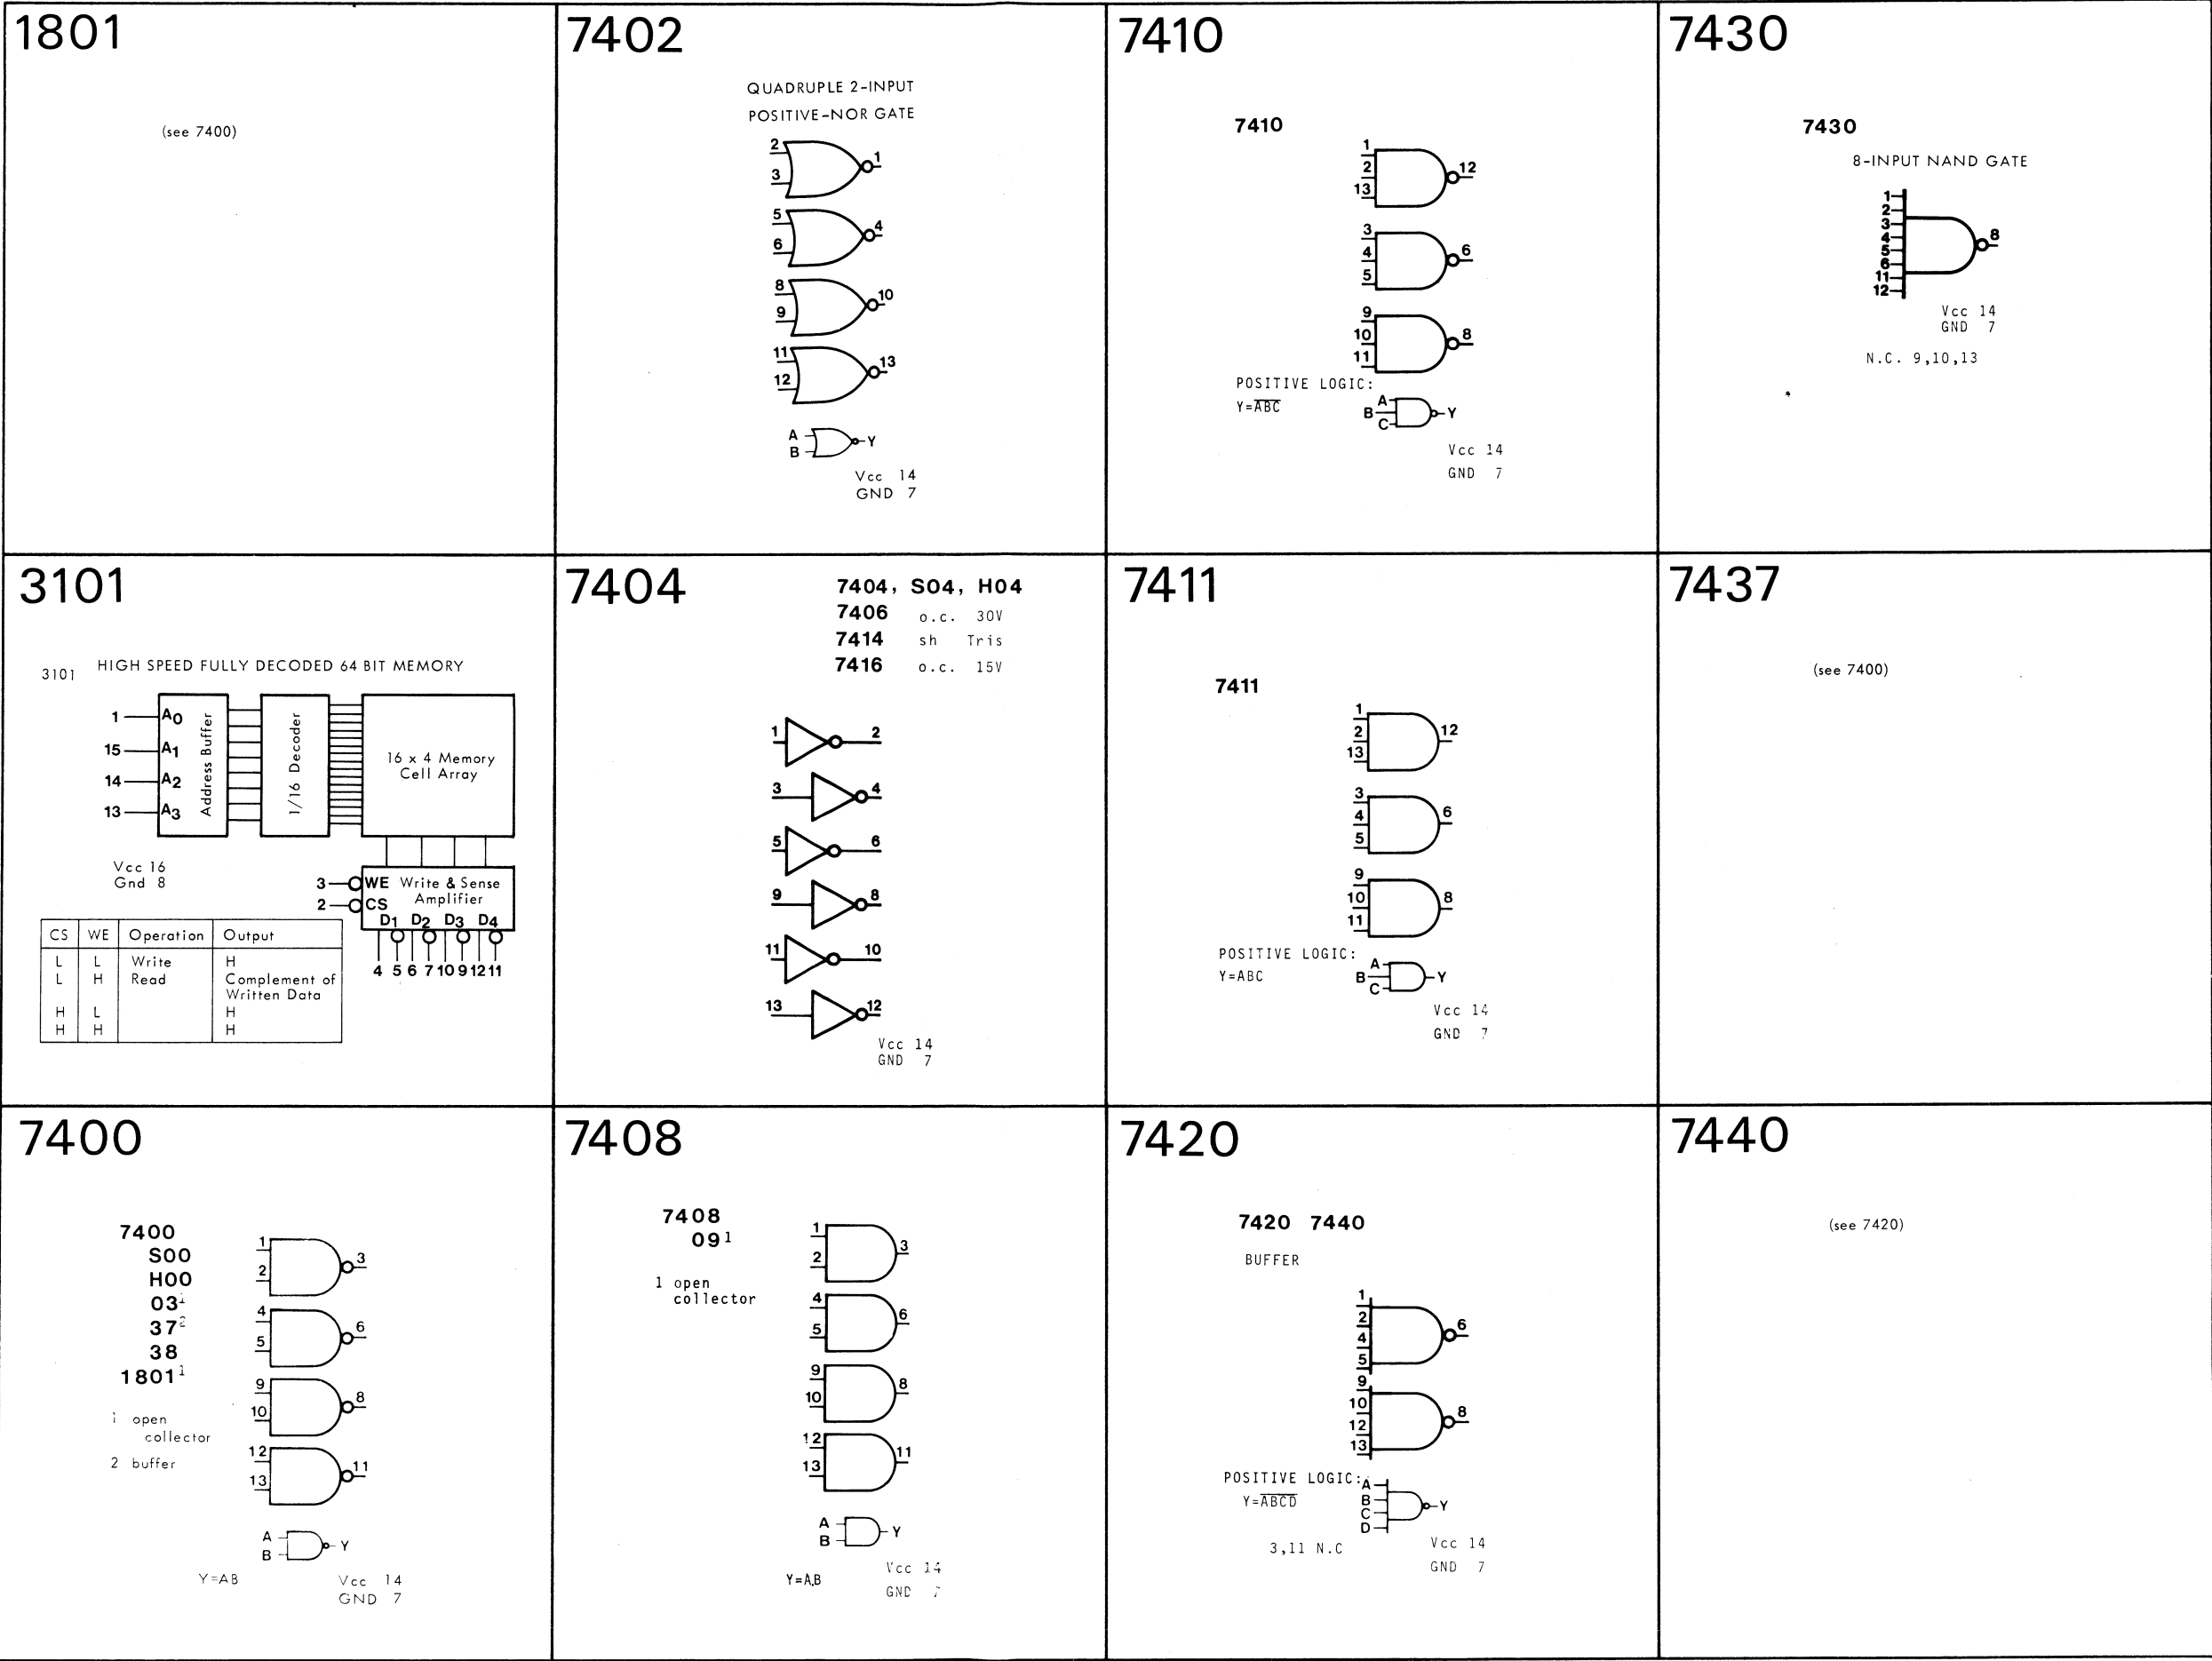 1801
(see 7400)
7402
QUADRUPLE 2-INPUT
POSITIVE-NOR GATE
2
3
1
5
6
4
8
9
10
11
12
13
A
B
Y
Vcc 14
GND 7
7410
7410
1
2
13
12
3
4
5
6
9
10
11
8
POSITIVE LOGIC:
Y=A̅B̅C̅
A
B
C
Y
Vcc 14
GND 7
7430
7430
8-INPUT NAND GATE
1
2
3
4
5
6
11
12
8
Vcc 14
GND 7
N.C. 9,10,13
3101
3101 HIGH SPEED FULLY DECODED 64 BIT MEMORY
1 A0
15 A1
14 A2
13 A3
Address Buffer
1/16 Decoder
16 x 4 Memory
Cell Array
Vcc 16
Gnd 8
3 WE Write & Sense
2 CS Amplifier
D1 D2 D3 D4
4 5 6 7 10 9 12 11
CS WE Operation Output
L L Write H
L H Read Complement of
Written Data
H L H
H H H
7404
7404, S04, H04
7406 o.c. 30V
7414 sh Tris
7416 o.c. 15V
1 2
3 4
5 6
9 8
11 10
13 12
Vcc 14
GND 7
7411
7411
1
2
13
12
3
4
5
6
9
10
11
8
POSITIVE LOGIC:
Y=ABC
A
B
C
Y
Vcc 14
GND 7
7437
(see 7400)
7400
7400
S00
H00
03¹
37²
38
1801¹
1 open
collector
2 buffer
1
2
3
4
5
6
9
10
8
12
13
11
A
B
Y
Y=AB
Vcc 14
GND 7
7408
7408
09¹
1 open
collector
1
2
3
4
5
6
9
10
8
12
13
11
A
B
Y
Y=A.B
Vcc 14
GND 7
7420
7420 7440
BUFFER
1
2
4
5
6
9
10
12
13
8
POSITIVE LOGIC:
Y=A̅B̅C̅D̅
A
B
C
D
Y
3,11 N.C
Vcc 14
GND 7
7440
(see 7420)